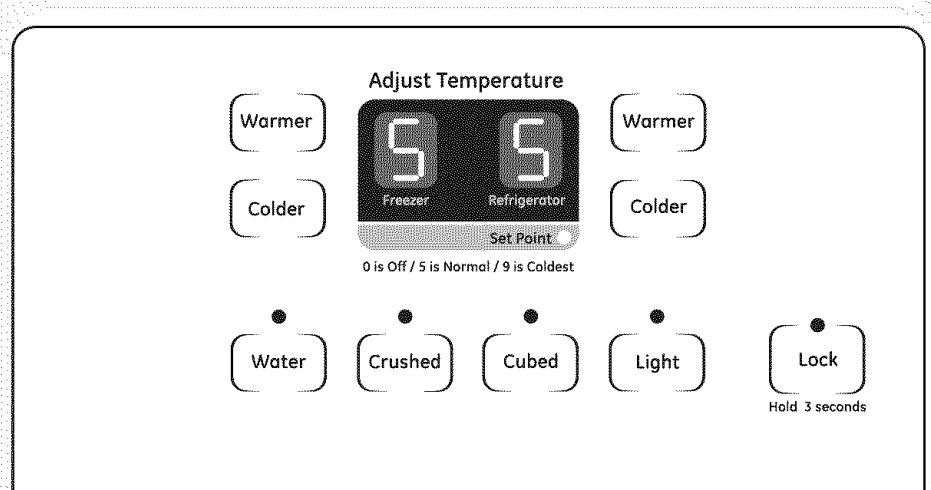 Adjust Temperature
Warmer
5 5
Warmer
Freezer Refrigerator
Colder
Colder
Set Point
0 is Off / 5 is Normal / 9 is Coldest
Water
Crushed
Cubed
Light
Lock
Hold 3 seconds